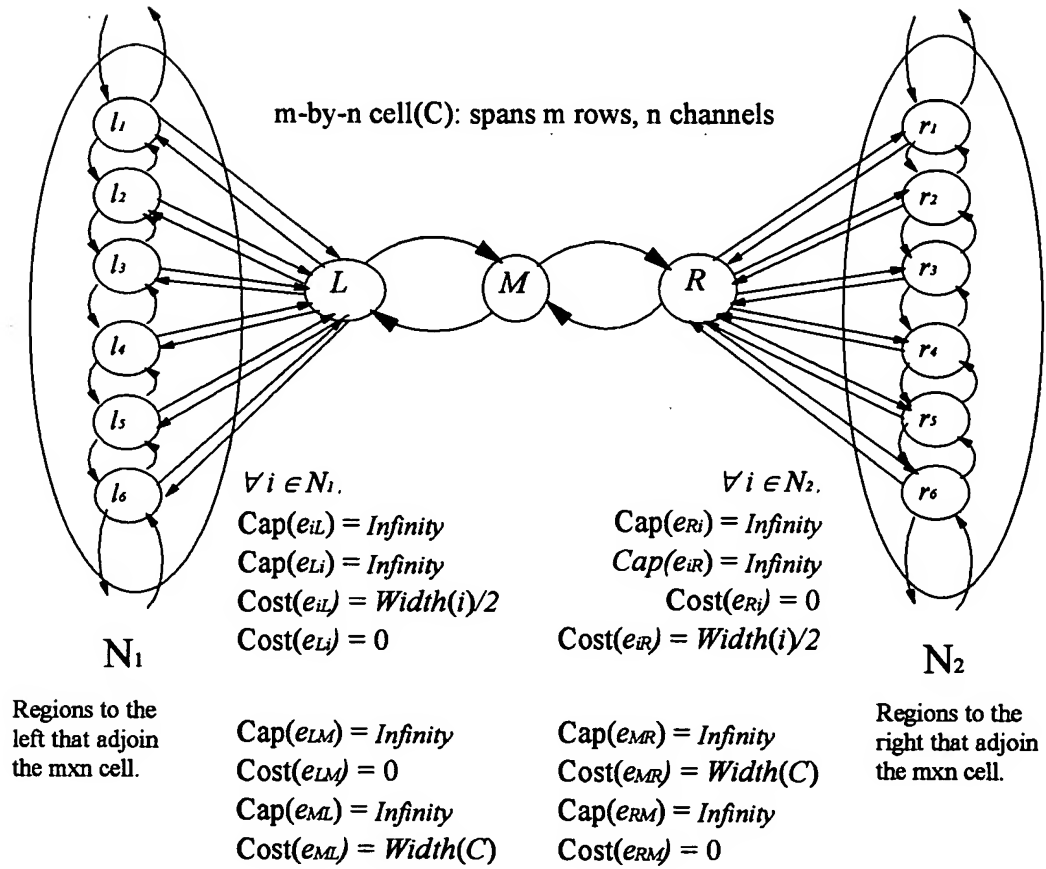 m-by-n cell(C): spans m rows, n channels
l1
l2
l3
l4
l5
l6
L
M
R
r1
r2
r3
r4
r5
r6
∀ i ∈ N1,
Cap(eiL) = Infinity
Cap(eLi) = Infinity
Cost(eiL) = Width(i)/2
Cost(eLi) = 0
∀ i ∈ N2,
Cap(eRi) = Infinity
Cap(eiR) = Infinity
Cost(eRi) = 0
Cost(eiR) = Width(i)/2
N1
Regions to the
left that adjoin
the mxn cell.
Cap(eLM) = Infinity
Cost(eLM) = 0
Cap(eML) = Infinity
Cost(eML) = Width(C)
Cap(eMR) = Infinity
Cost(eMR) = Width(C)
Cap(eRM) = Infinity
Cost(eRM) = 0
N2
Regions to the
right that adjoin
the mxn cell.